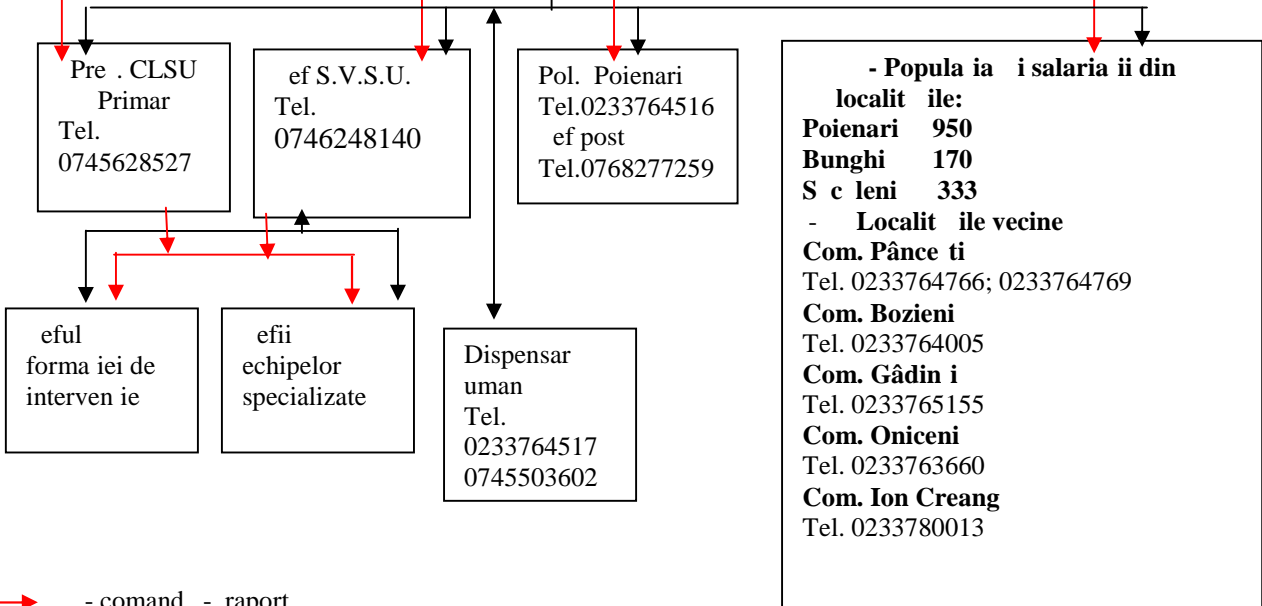 Pre . CLSU
Primar
Tel.
0745628527
ef S.V.S.U.
Tel.
0746248140
Pol. Poienari
Tel.0233764516
ef post
Tel.0768277259
- Popula ia i salaria ii din
localit ile:
Poienari 950
Bunghi 170
S c leni 333
- Localit ile vecine
Com. Pânce ti
Tel. 0233764766; 0233764769
Com. Bozieni
Tel. 0233764005
Com. Gâdin i
Tel. 0233765155
Com. Oniceni
Tel. 0233763660
Com. Ion Creang
Tel. 0233780013
eful
forma iei de
interven ie
efii
echipelor
specializate
Dispensar
uman
Tel.
0233764517
0745503602
- comand - raport